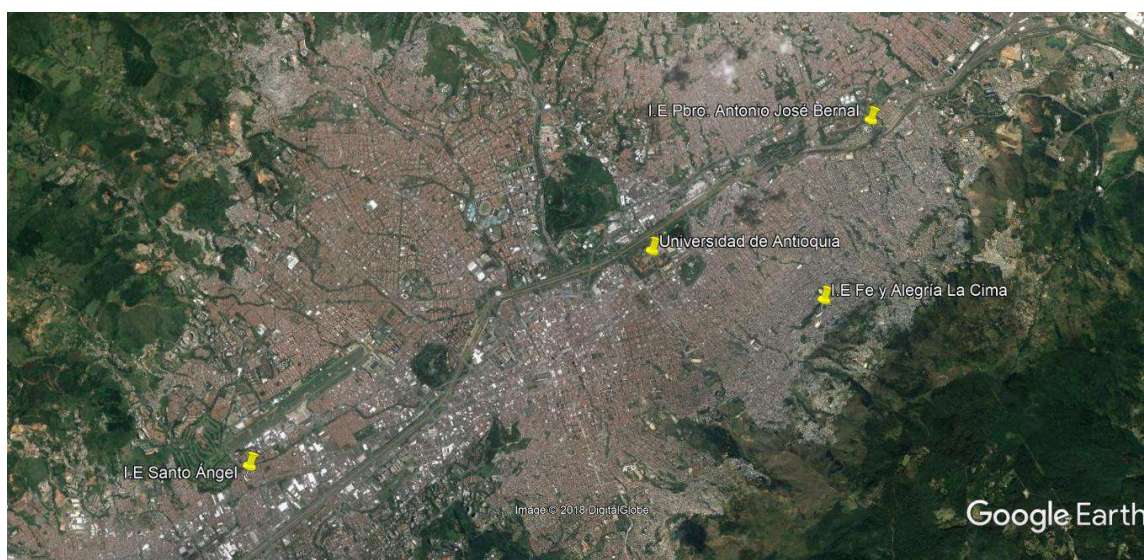 I.E Pbro. Antonio José Bernal
Universidad de Antioquia
I.E Fe y Alegría La Cima
I.E Santo Ángel
Image © 2018 DigitalGlobe
Google Earth